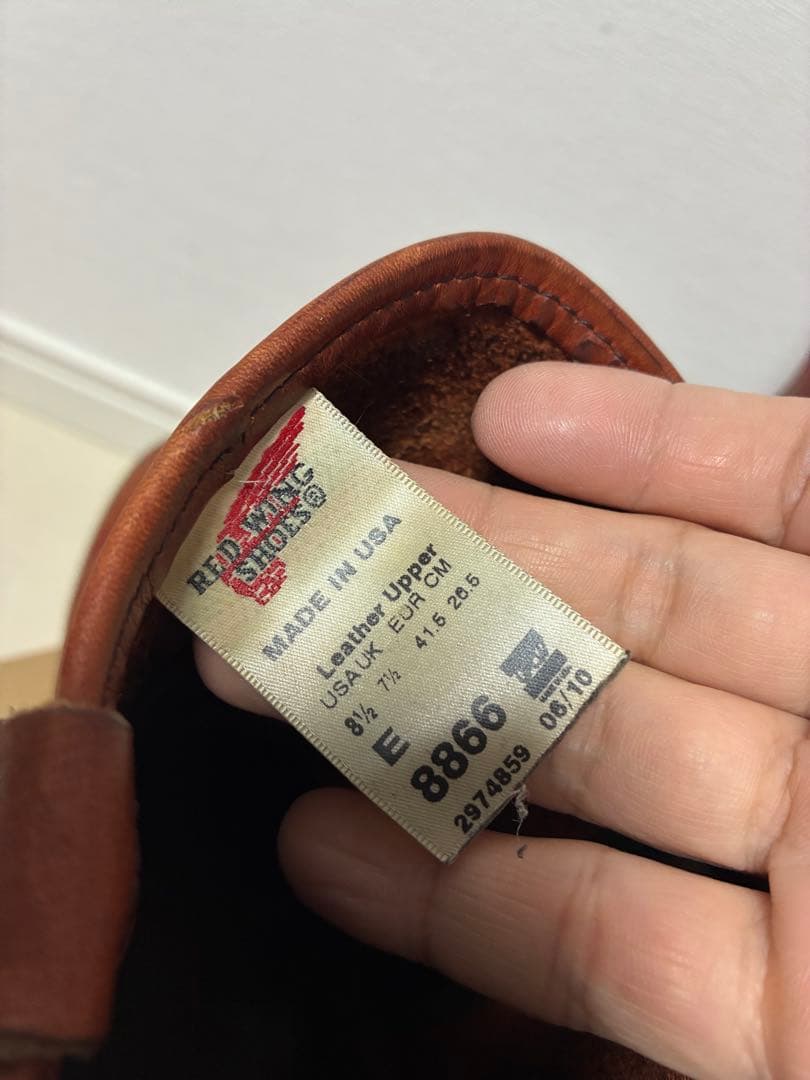 RED WING
SHOES®
MADE IN USA
Leather Upper
USA UK EUR CM
8½ 7½ 41.5 26.5
E
8866
2974859 06/10